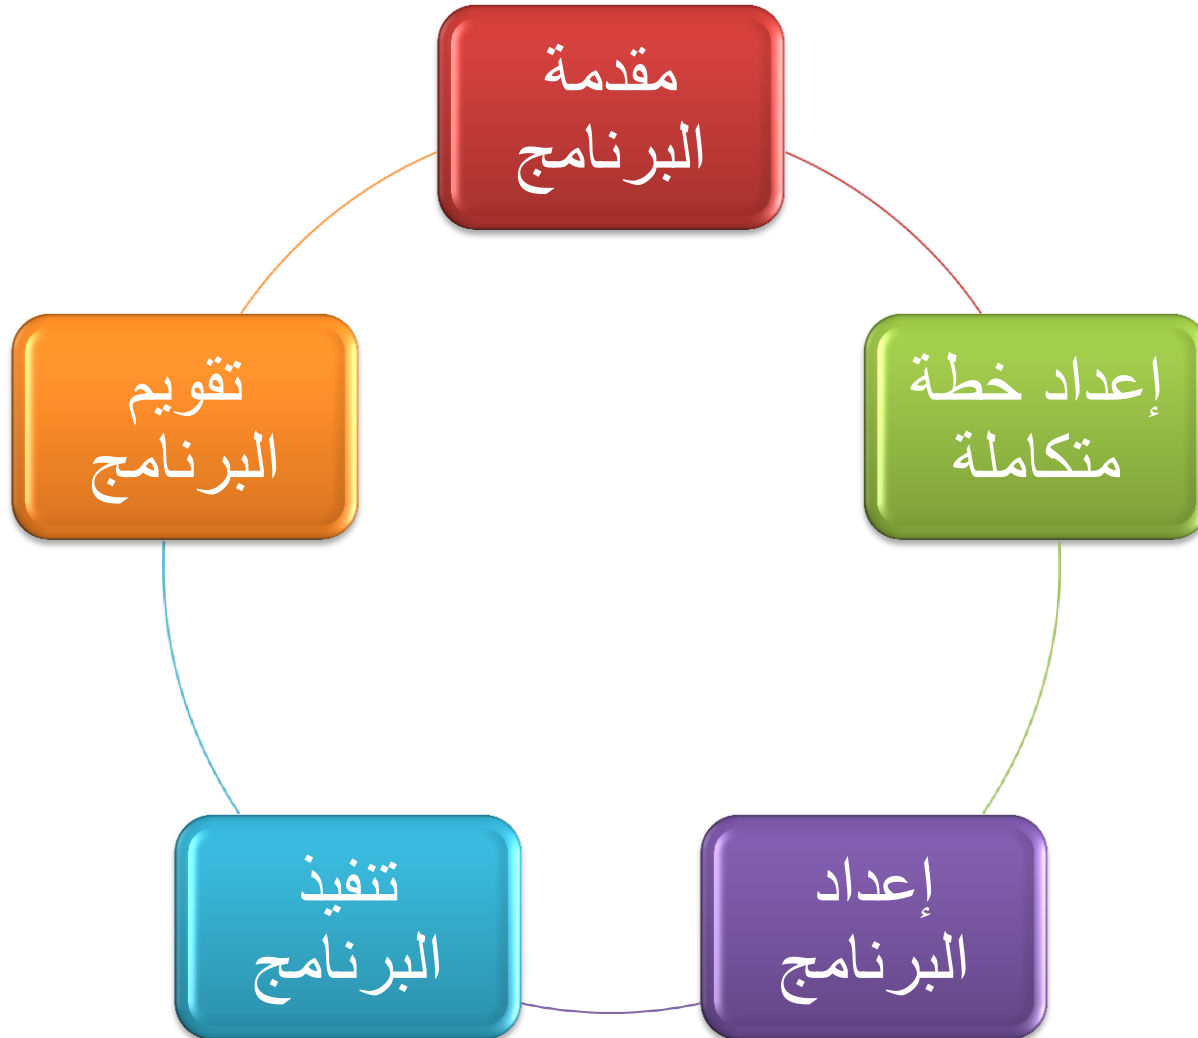 مقدمة
البرنامج
إعداد خطة
متكاملة
إعداد
البرنامج
تنفيذ
البرنامج
تقويم
البرنامج